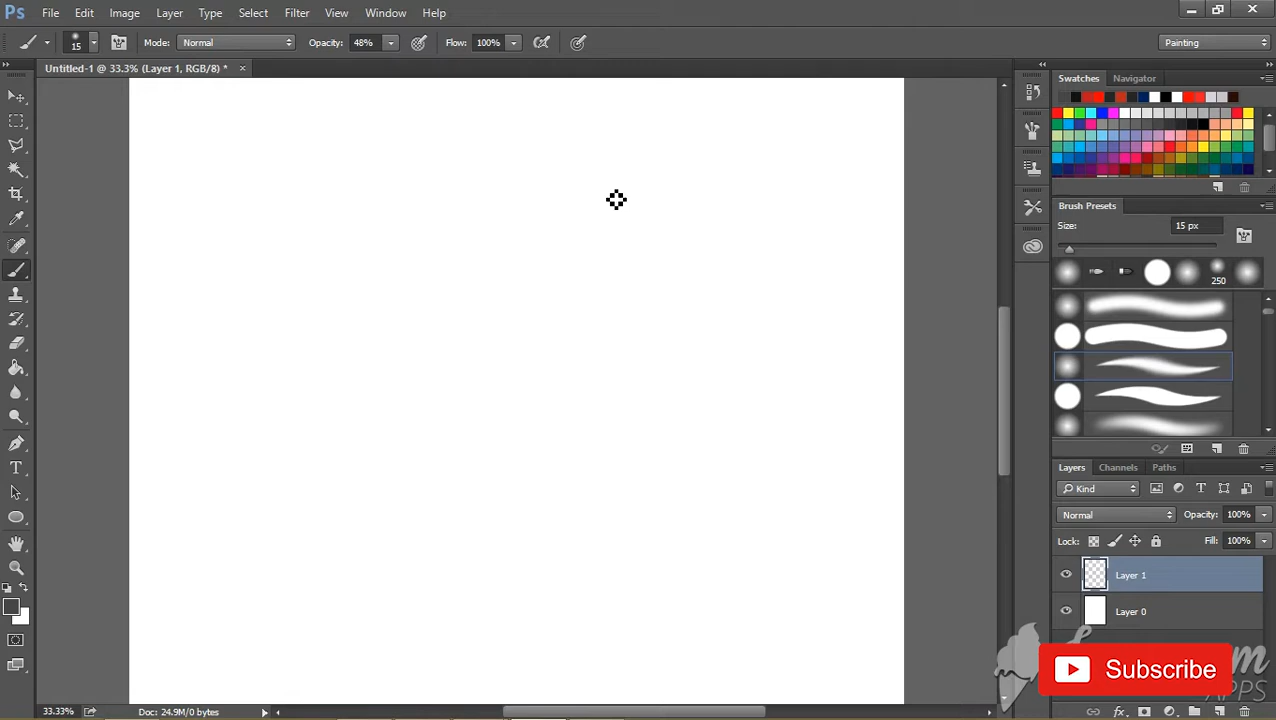 Ps File Edit Image Layer Type Select Filter View Window Help
15 Mode: Normal Opacity: 48% Flow: 100% Painting
Untitled-1 @ 33.3% (Layer 1, RGB/8) *
Swatches Navigator
Brush Presets
Size: 15 px
250
Layers Channels Paths
Kind
Normal Opacity: 100%
Lock: Fill: 100%
Layer 1
Layer 0
Subscribe
APPS
33.33% Doc: 24.9M/0 bytes